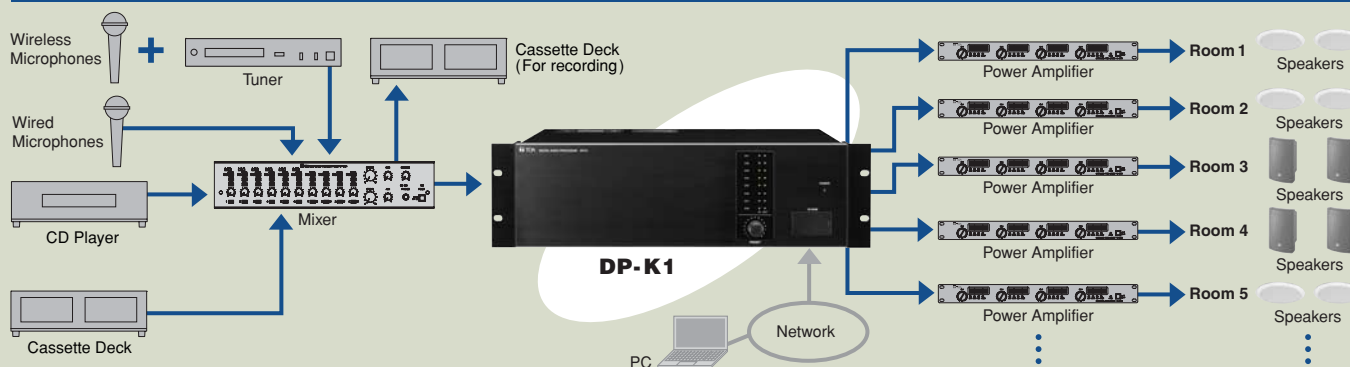 Wireless
Microphones
Tuner
Cassette Deck
(For recording)
Wired
Microphones
CD Player
Mixer
Cassette Deck
TOA
DP-K1
PC
Network
Power Amplifier
Room 1
Speakers
Power Amplifier
Room 2
Speakers
Power Amplifier
Room 3
Speakers
Power Amplifier
Room 4
Speakers
Power Amplifier
Room 5
Speakers